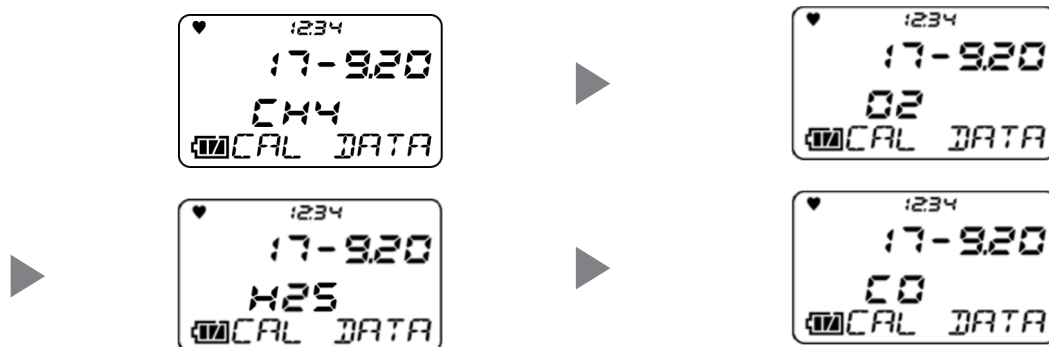 12:34
17-9.20
CH4
CAL DATA
12:34
17-9.20
O2
CAL DATA
12:34
17-9.20
H2S
CAL DATA
12:34
17-9.20
CO
CAL DATA